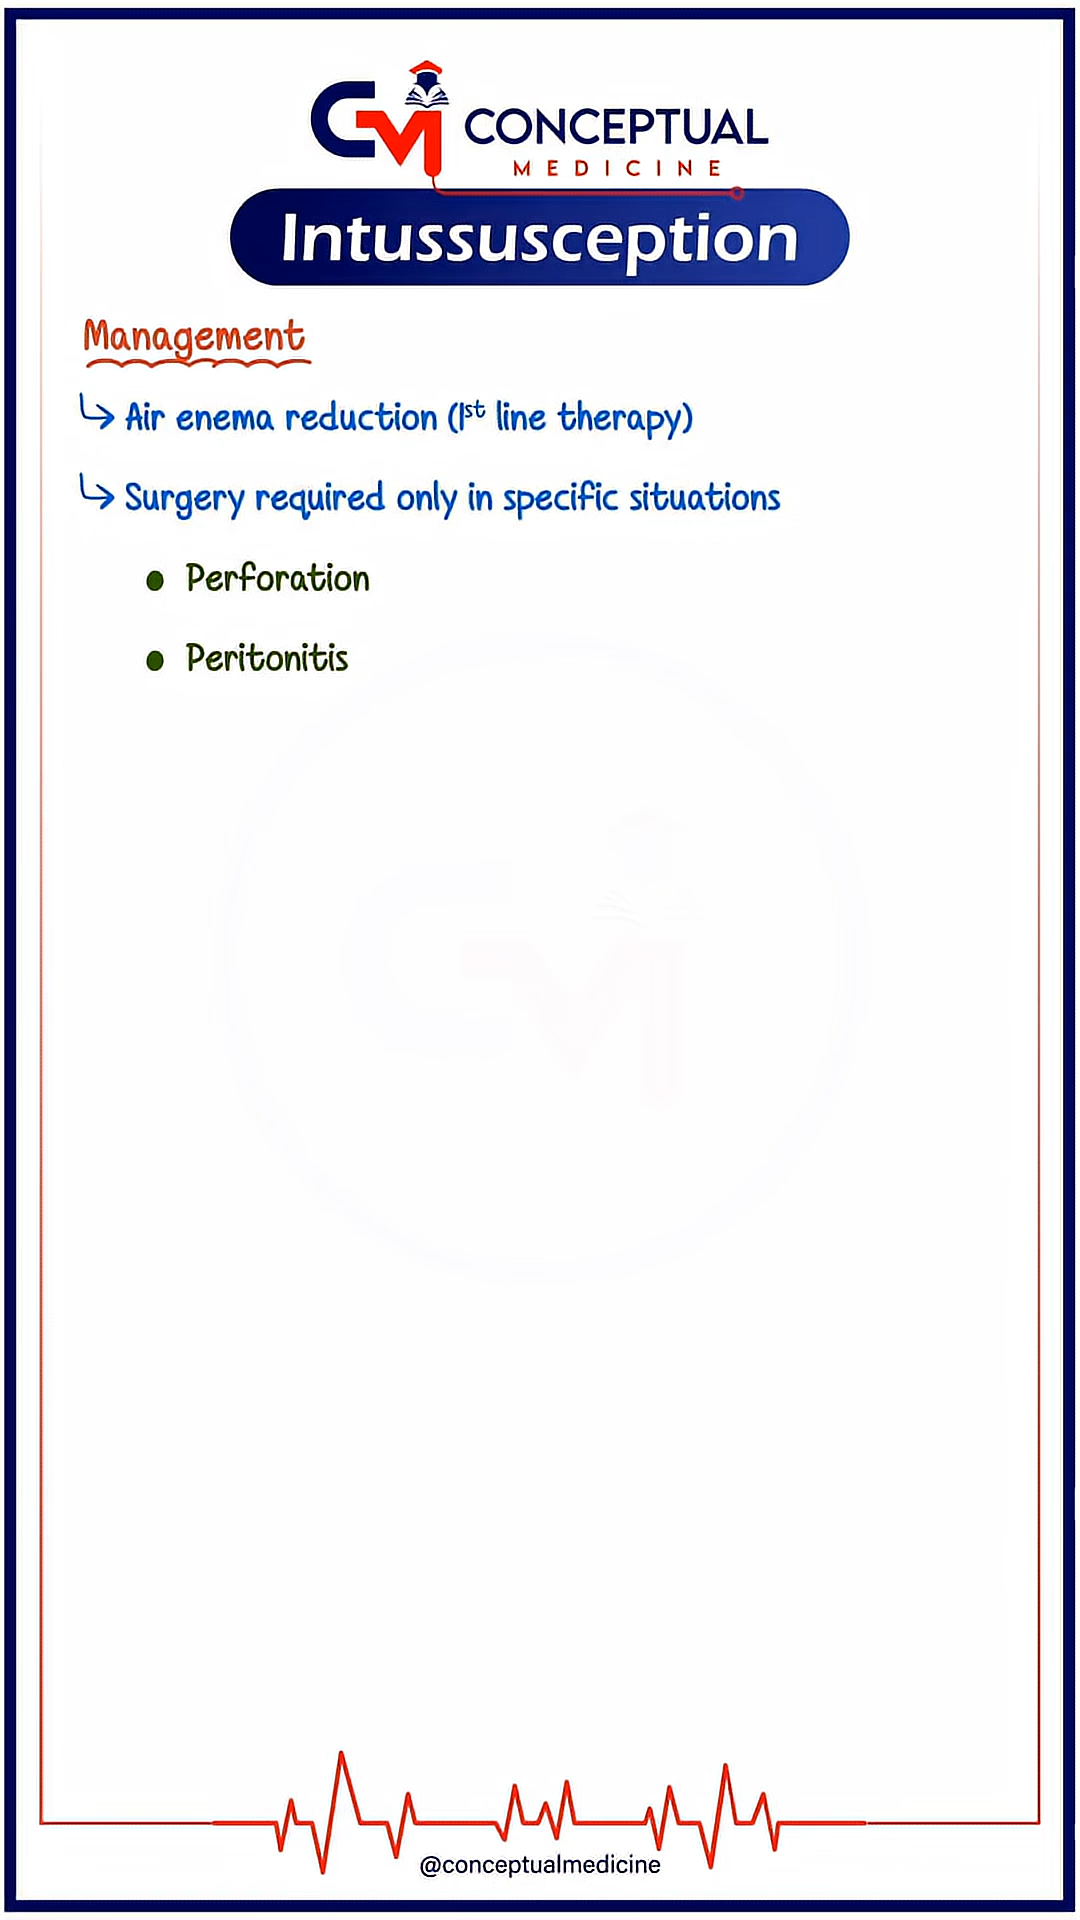 CM CONCEPTUAL
MEDICINE
Intussusception
Management
↳ Air enema reduction (1st line therapy)
↳ Surgery required only in specific situations
• Perforation
• Peritonitis
@conceptualmedicine